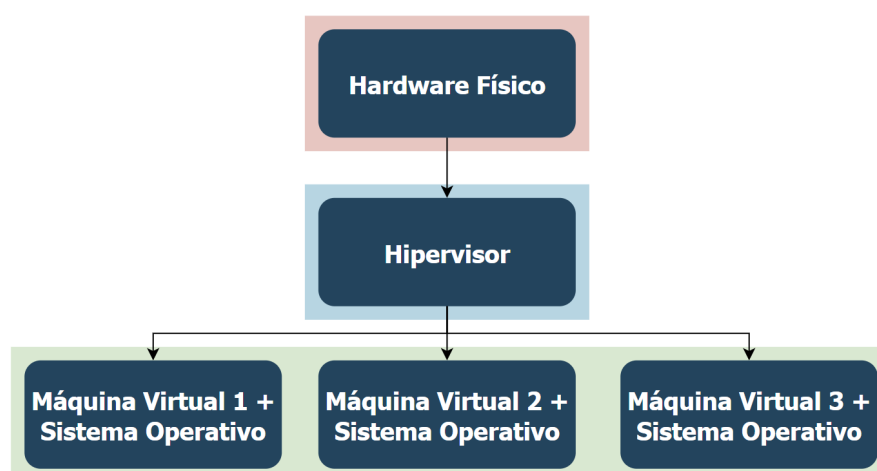 Hardware Físico
Hipervisor
Máquina Virtual 1 +
Sistema Operativo
Máquina Virtual 2 +
Sistema Operativo
Máquina Virtual 3 +
Sistema Operativo